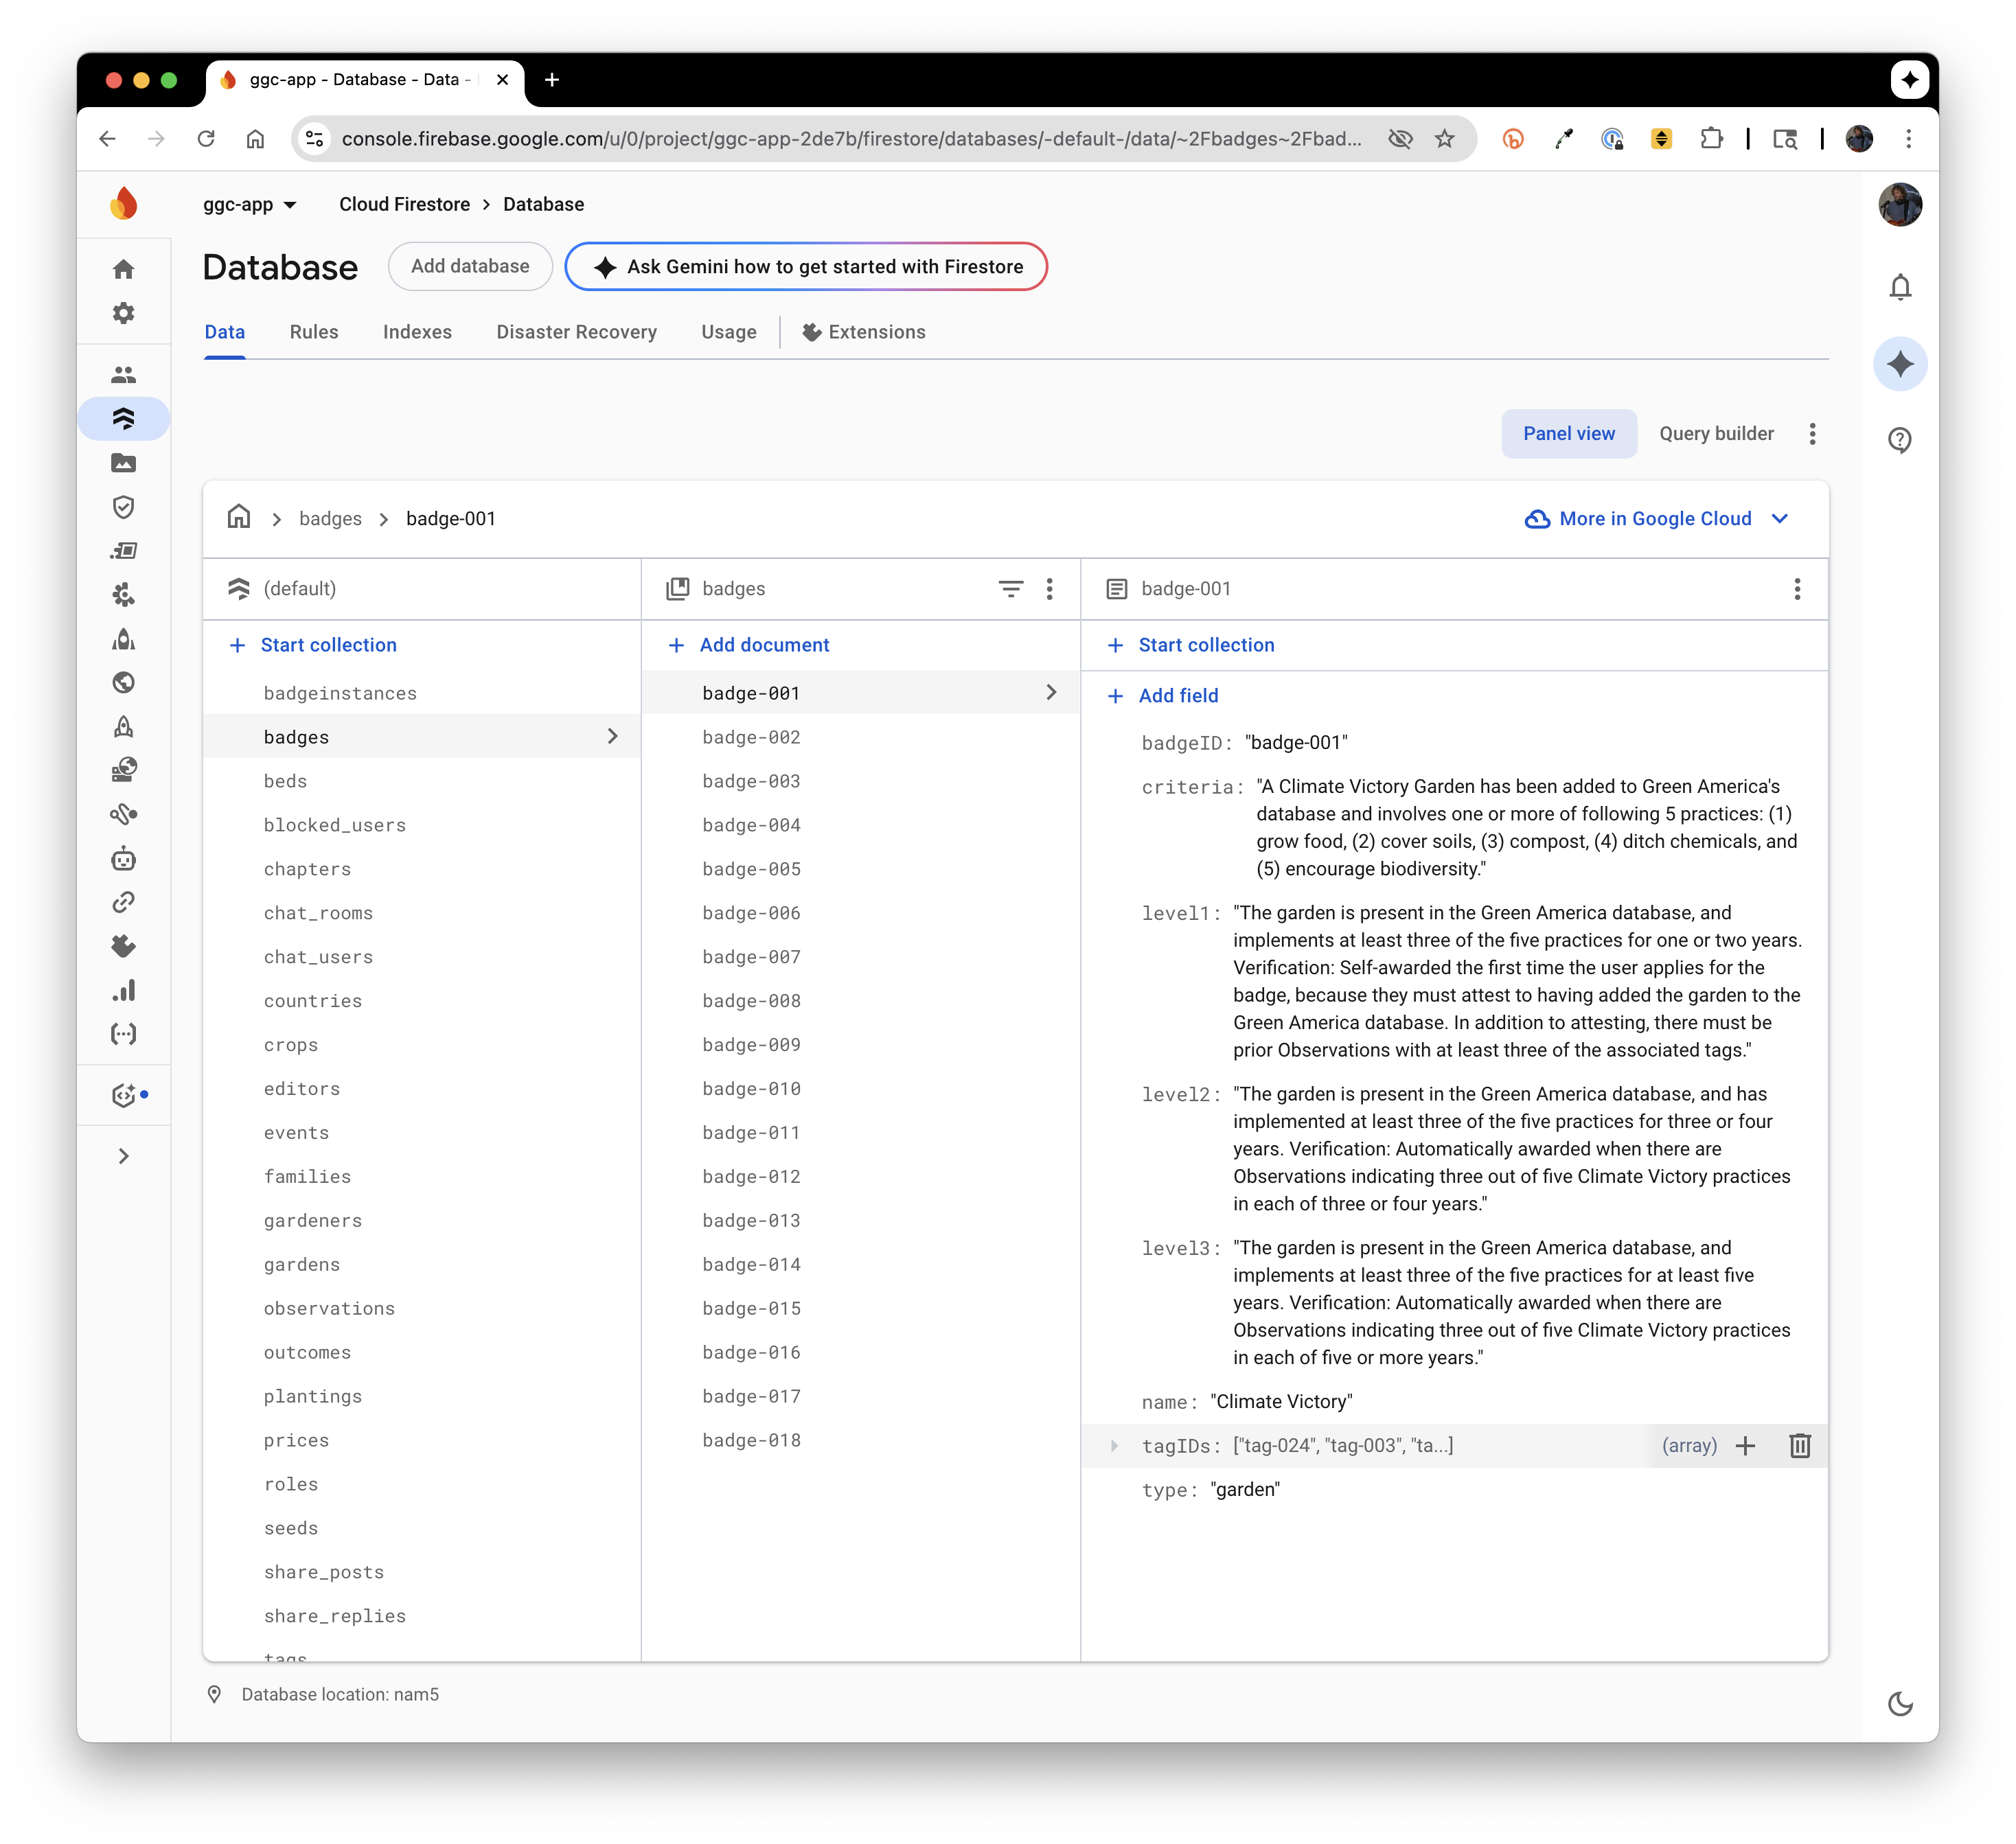 ggc-app - Database - Data -
console.firebase.google.com/u/0/project/ggc-app-2de7b/firestore/databases/-default-/data/~2Fbadges~2Fbad...
ggc-app
Cloud Firestore > Database
Database
Add database
Ask Gemini how to get started with Firestore
Data
Rules
Indexes
Disaster Recovery
Usage
Extensions
Panel view
Query builder
badges > badge-001
More in Google Cloud
(default)
+ Start collection
badgeinstances
badges
beds
blocked_users
chapters
chat_rooms
chat_users
countries
crops
editors
events
families
gardeners
gardens
observations
outcomes
plantings
prices
roles
seeds
share_posts
share_replies
tags
badges
+ Add document
badge-001
badge-002
badge-003
badge-004
badge-005
badge-006
badge-007
badge-008
badge-009
badge-010
badge-011
badge-012
badge-013
badge-014
badge-015
badge-016
badge-017
badge-018
badge-001
+ Start collection
+ Add field
badgeID: "badge-001"
criteria: "A Climate Victory Garden has been added to Green America's
database and involves one or more of following 5 practices: (1)
grow food, (2) cover soils, (3) compost, (4) ditch chemicals, and
(5) encourage biodiversity."
level1: "The garden is present in the Green America database, and
implements at least three of the five practices for one or two years.
Verification: Self-awarded the first time the user applies for the
badge, because they must attest to having added the garden to the
Green America database. In addition to attesting, there must be
prior Observations with at least three of the associated tags."
level2: "The garden is present in the Green America database, and has
implemented at least three of the five practices for three or four
years. Verification: Automatically awarded when there are
Observations indicating three out of five Climate Victory practices
in each of three or four years."
level3: "The garden is present in the Green America database, and
implements at least three of the five practices for at least five
years. Verification: Automatically awarded when there are
Observations indicating three out of five Climate Victory practices
in each of five or more years."
name: "Climate Victory"
tagIDs: ["tag-024", "tag-003", "ta...] (array)
type: "garden"
Database location: nam5